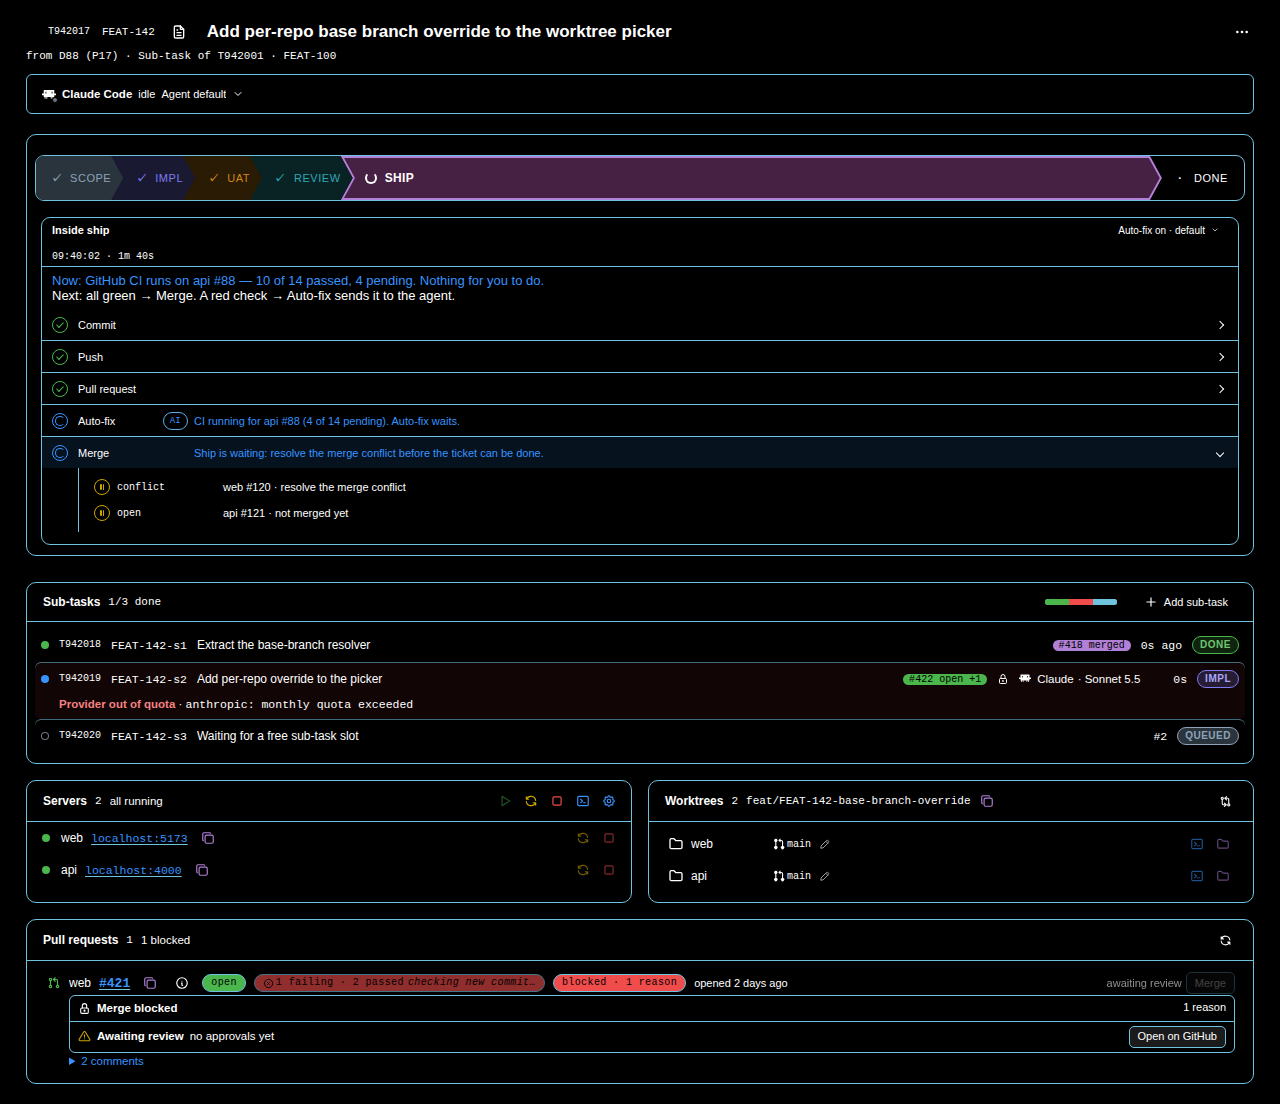 T942017 FEAT-142 Add per-repo base branch override to the worktree picker
from D88 (P17) · Sub-task of T942001 · FEAT-100
Claude Code idle Agent default
SCOPE IMPL UAT REVIEW SHIP · DONE
Inside ship Auto-fix on · default
09:40:02 · 1m 40s
Now: GitHub CI runs on api #88 — 10 of 14 passed, 4 pending. Nothing for you to do.
Next: all green → Merge. A red check → Auto-fix sends it to the agent.
Commit
Push
Pull request
Auto-fix AI CI running for api #88 (4 of 14 pending). Auto-fix waits.
Merge Ship is waiting: resolve the merge conflict before the ticket can be done.
conflict web #120 · resolve the merge conflict
open api #121 · not merged yet
Sub-tasks 1/3 done Add sub-task
T942018 FEAT-142-s1 Extract the base-branch resolver #418 merged 0s ago DONE
T942019 FEAT-142-s2 Add per-repo override to the picker #422 open +1 Claude · Sonnet 5.5 0s IMPL
Provider out of quota · anthropic: monthly quota exceeded
T942020 FEAT-142-s3 Waiting for a free sub-task slot #2 QUEUED
Servers 2 all running
web localhost:5173
api localhost:4000
Worktrees 2 feat/FEAT-142-base-branch-override
web main
api main
Pull requests 1 1 blocked
web #421 open 1 failing · 2 passed checking new commit… blocked · 1 reason opened 2 days ago awaiting review Merge
Merge blocked 1 reason
Awaiting review no approvals yet Open on GitHub
2 comments